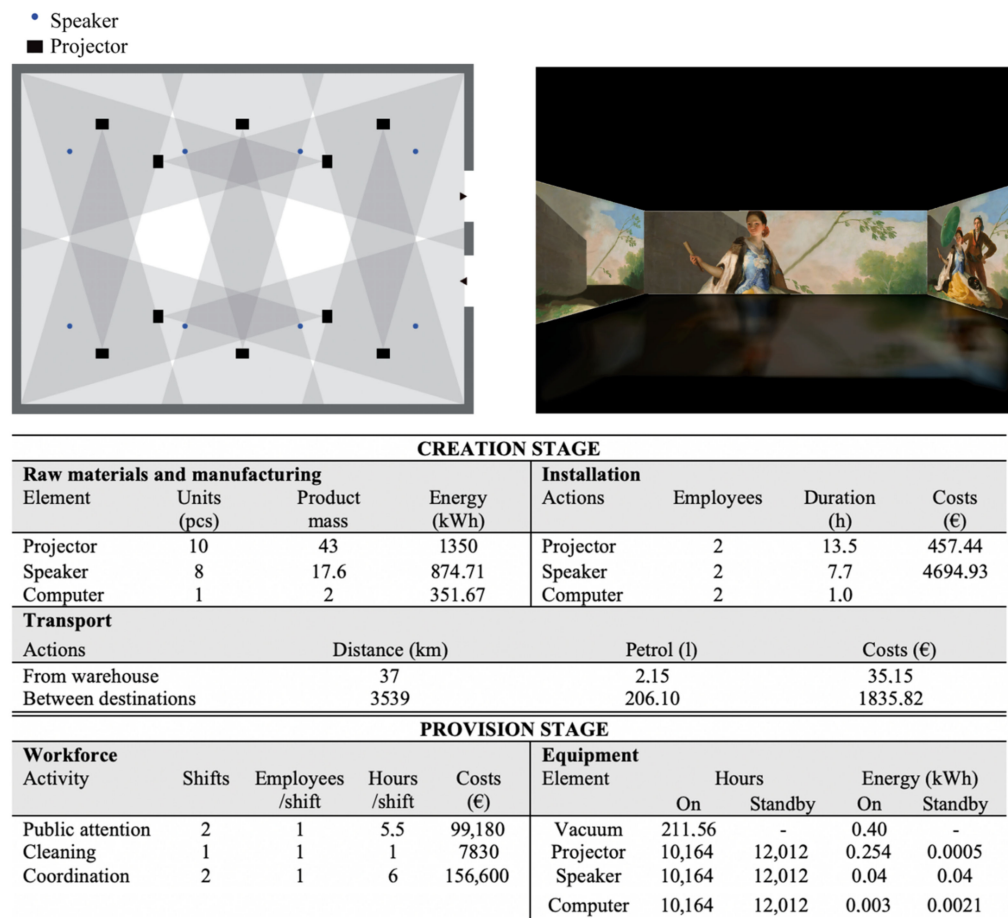 Speaker
Projector
CREATION STAGE
Raw materials and manufacturing Installation
Element Units Product Energy Actions Employees Duration Costs
(pcs) mass (kWh) (h) (€)
Projector 10 43 1350 Projector 2 13.5 457.44
Speaker 8 17.6 874.71 Speaker 2 7.7 4694.93
Computer 1 2 351.67 Computer 2 1.0
Transport
Actions Distance (km) Petrol (l) Costs (€)
From warehouse 37 2.15 35.15
Between destinations 3539 206.10 1835.82
PROVISION STAGE
Workforce Equipment
Activity Shifts Employees Hours Costs Element Hours Energy (kWh)
/shift /shift (€) On Standby On Standby
Public attention 2 1 5.5 99,180 Vacuum 211.56 - 0.40 -
Cleaning 1 1 1 7830 Projector 10,164 12,012 0.254 0.0005
Coordination 2 1 6 156,600 Speaker 10,164 12,012 0.04 0.04
Computer 10,164 12,012 0.003 0.0021